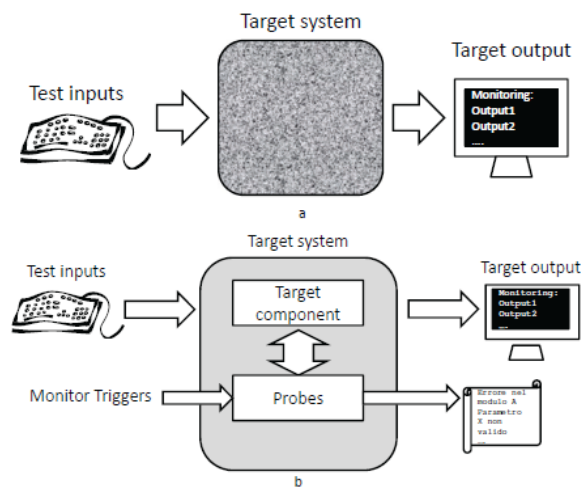 Target system
Test inputs
Target output
Monitoring:
Output1
Output2
....
a
Target system
Test inputs
Target component
Target output
Monitoring:
Output1
Output2
....
Monitor Triggers
Probes
Errore nel
modulo A
Parametro
X non
valido
...
b